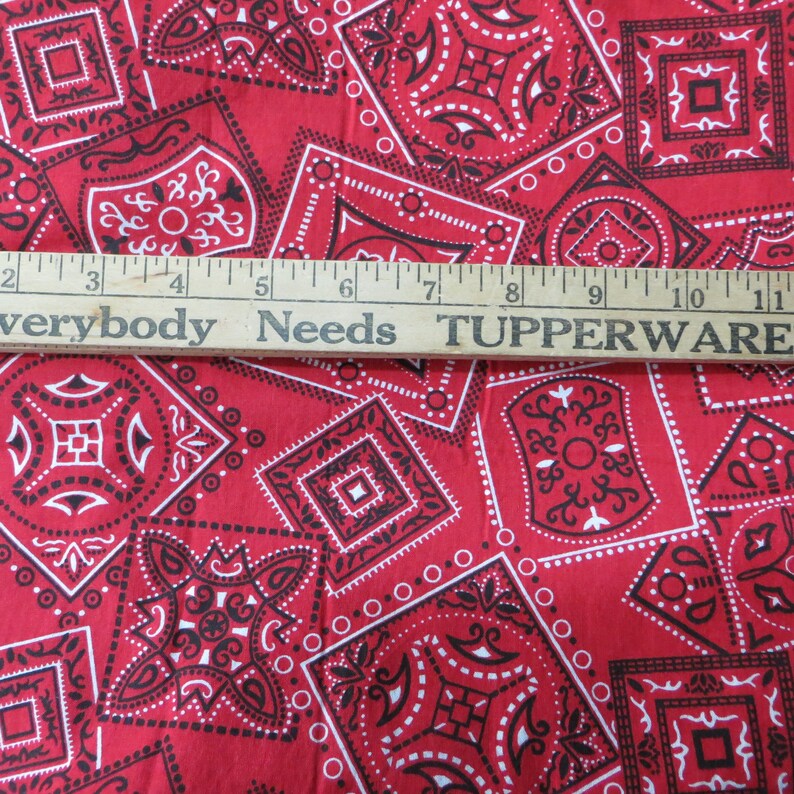 2 3 4 5 6 7 8 9 10 11
verybody Needs TUPPERWARE